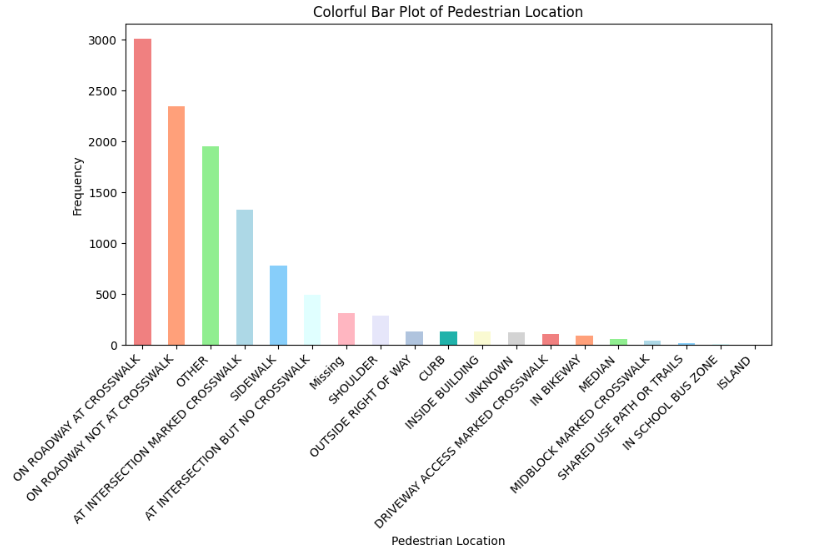 Colorful Bar Plot of Pedestrian Location
Frequency
3000
2500
2000
1500
1000
500
0
ON ROADWAY AT CROSSWALK
ON ROADWAY NOT AT CROSSWALK
OTHER
AT INTERSECTION MARKED CROSSWALK
SIDEWALK
AT INTERSECTION BUT NO CROSSWALK
Missing
SHOULDER
OUTSIDE RIGHT OF WAY
CURB
INSIDE BUILDING
UNKNOWN
DRIVEWAY ACCESS MARKED CROSSWALK
IN BIKEWAY
MEDIAN
MIDBLOCK MARKED CROSSWALK
SHARED USE PATH OR TRAILS
IN SCHOOL BUS ZONE
ISLAND
Pedestrian Location